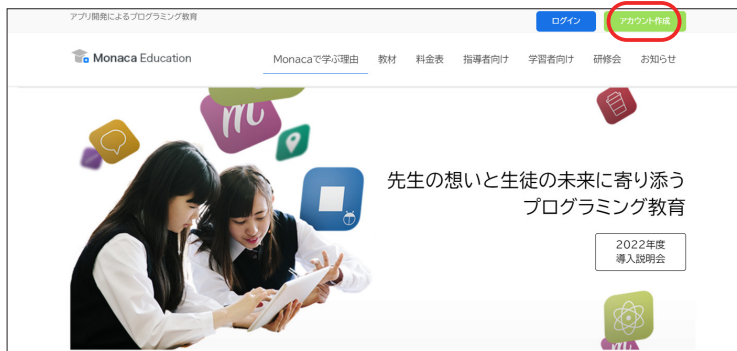 アプリ開発によるプログラミング教育
ログイン
アカウント作成
Monaca Education
Monacaで学ぶ理由 教材 料金表 指導者向け 学習者向け 研修会 お知らせ
m
m
先生の想いと生徒の未来に寄り添う
プログラミング教育
2022年度
導入説明会
m